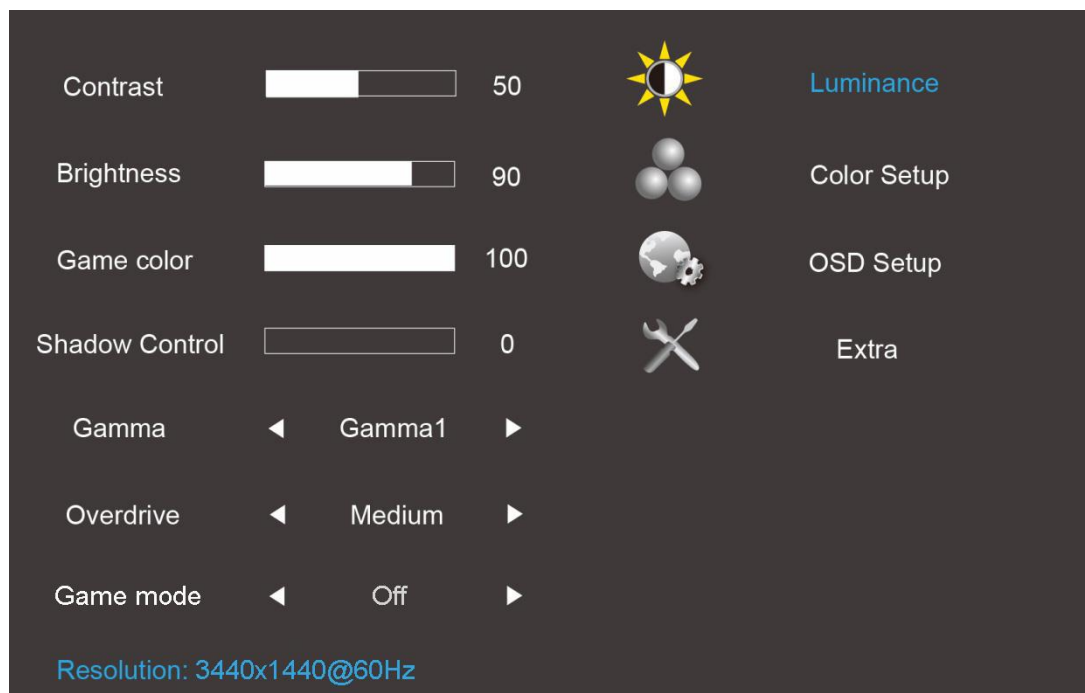 Contrast 50 Luminance
Brightness 90 Color Setup
Game color 100 OSD Setup
Shadow Control 0 Extra
Gamma Gamma1
Overdrive Medium
Game mode Off
Resolution: 3440x1440@60Hz